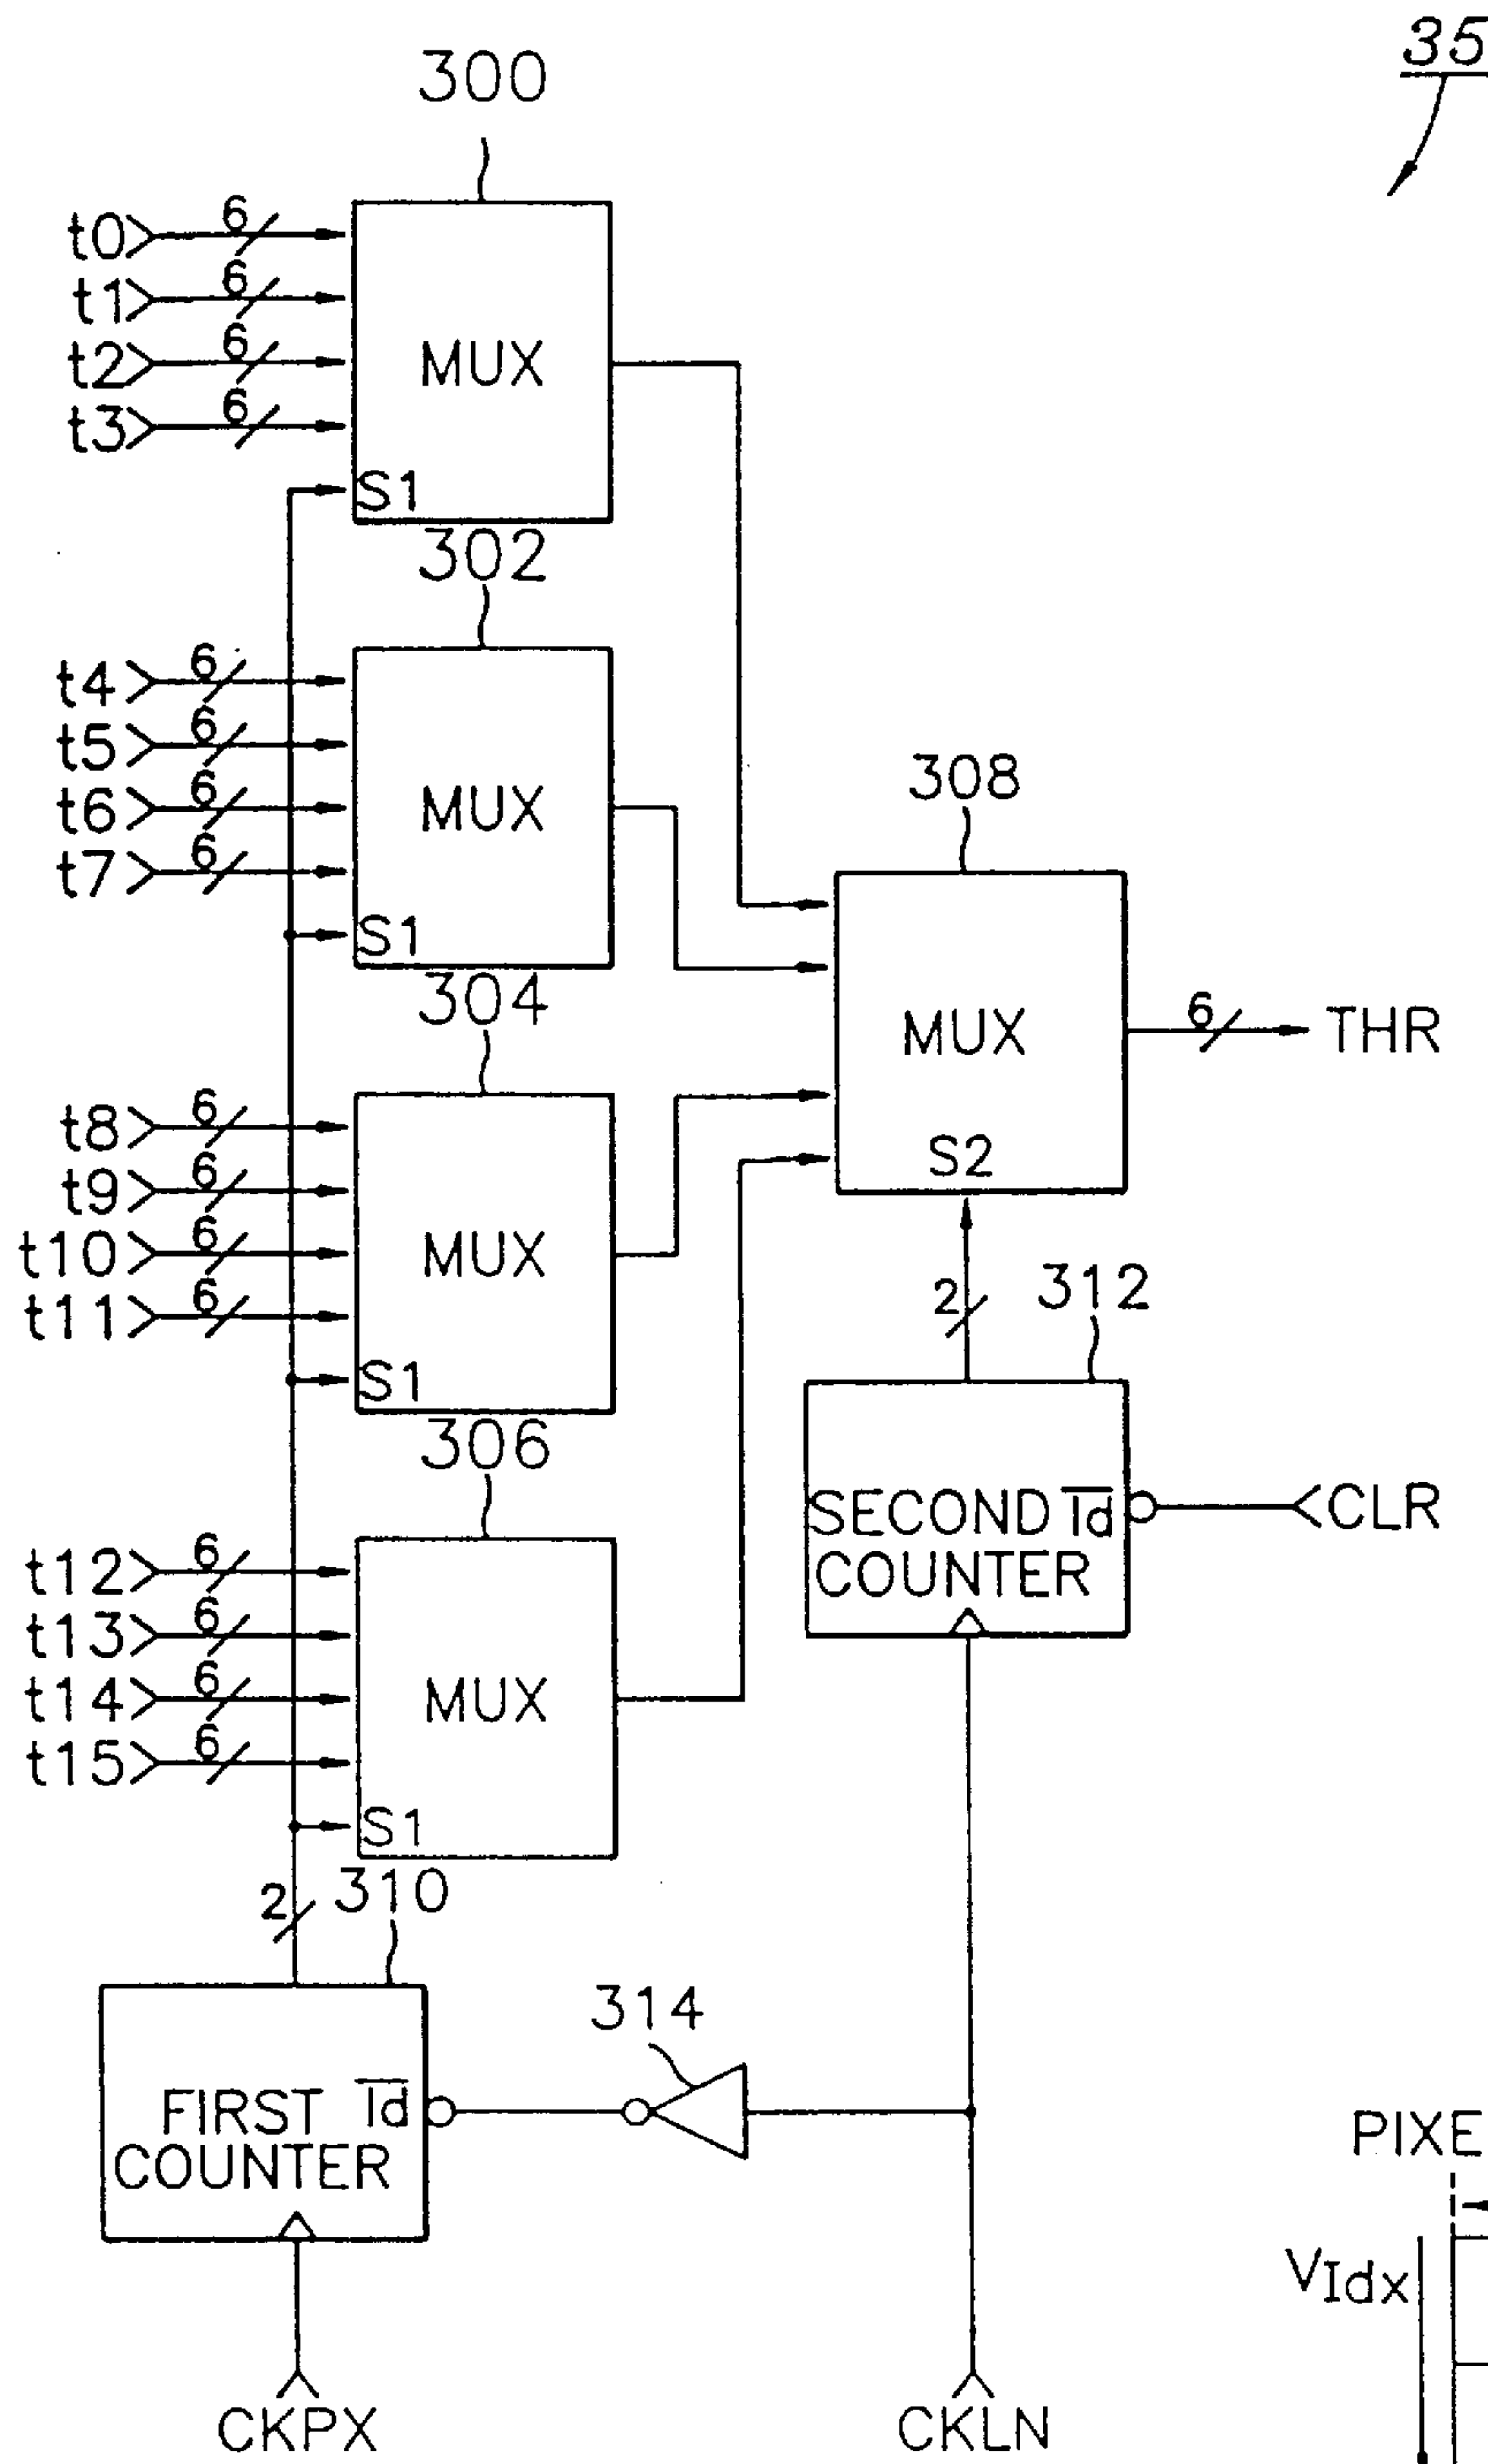 35
300
t0 6
t1 6
t2 6
t3 6
MUX
S1
302
t4 6
t5 6
t6 6
t7 6
MUX
S1
308
MUX
S2
6
THR
304
t8 6
t9 6
t10 6
t11 6
MUX
S1
2
312
SECOND
COUNTER
ld
CLR
306
t12 6
t13 6
t14 6
t15 6
MUX
S1
2
310
FIRST
COUNTER
ld
314
CKPX
CKLN
PIXE
VIdx